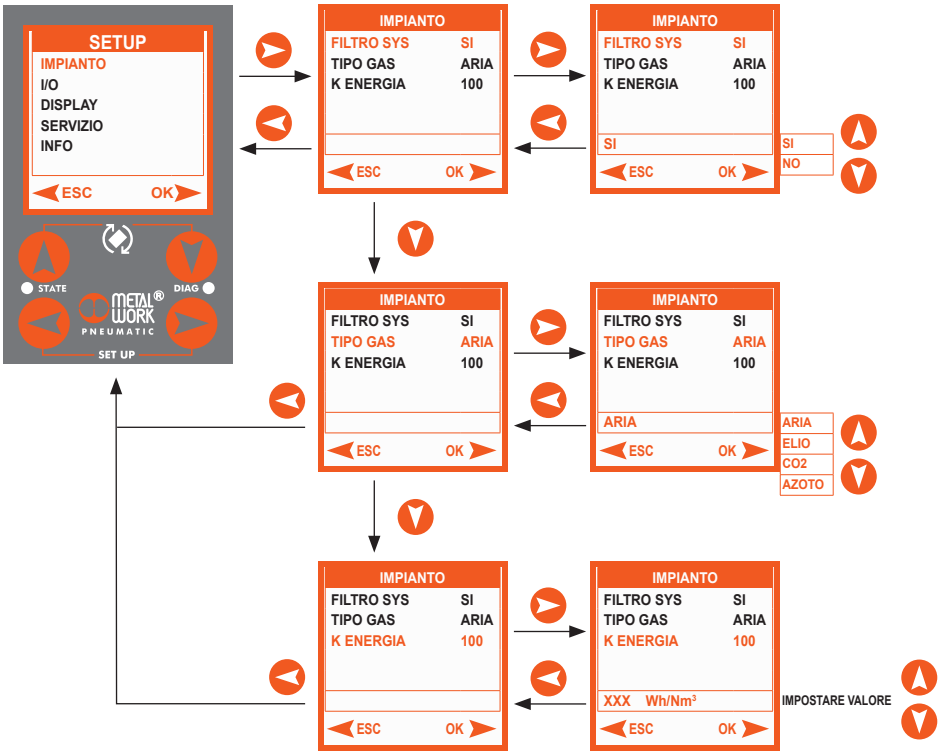 SETUP
IMPIANTO
I/O
DISPLAY
SERVIZIO
INFO
ESC OK
STATE DIAG
METAL® WORK
PNEUMATIC
SET UP
IMPIANTO
FILTRO SYS SI
TIPO GAS ARIA
K ENERGIA 100
ESC OK
IMPIANTO
FILTRO SYS SI
TIPO GAS ARIA
K ENERGIA 100
SI
ESC OK
SI
NO
IMPIANTO
FILTRO SYS SI
TIPO GAS ARIA
K ENERGIA 100
ESC OK
IMPIANTO
FILTRO SYS SI
TIPO GAS ARIA
K ENERGIA 100
ARIA
ESC OK
ARIA
ELIO
CO2
AZOTO
IMPIANTO
FILTRO SYS SI
TIPO GAS ARIA
K ENERGIA 100
ESC OK
IMPIANTO
FILTRO SYS SI
TIPO GAS ARIA
K ENERGIA 100
XXX Wh/Nm³
ESC OK
IMPOSTARE VALORE